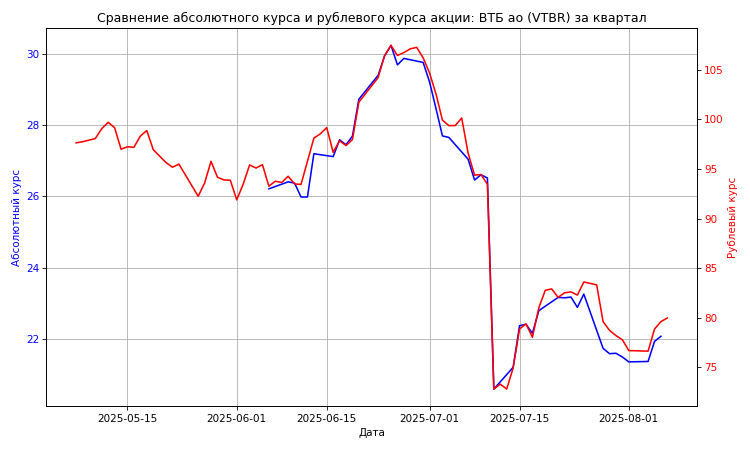 Сравнение абсолютного курса и рублевого курса акции: ВТБ ао (VTBR) за квартал
Абсолютный курс
30
28
26
24
22
105
100
95
90
85
80
75
Рублевый курс
2025-05-15 2025-06-01 2025-06-15 2025-07-01 2025-07-15 2025-08-01
Дата